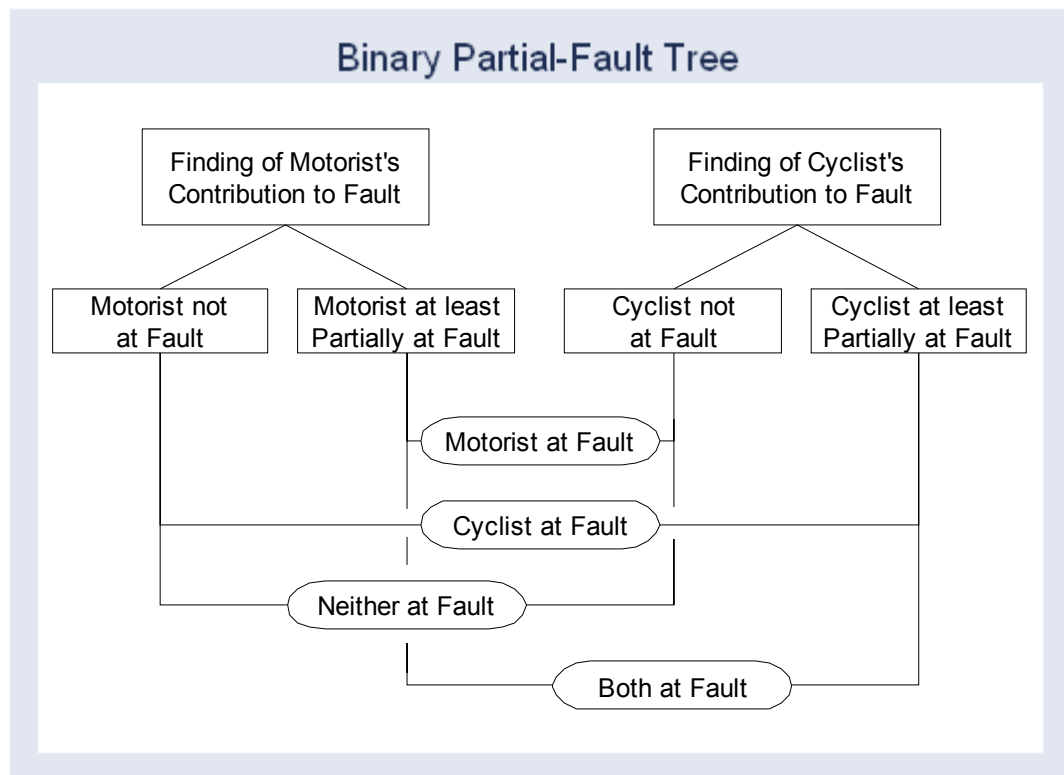 Binary Partial-Fault Tree
Finding of Motorist's
Contribution to Fault
Finding of Cyclist's
Contribution to Fault
Motorist not
at Fault
Motorist at least
Partially at Fault
Cyclist not
at Fault
Cyclist at least
Partially at Fault
Motorist at Fault
Cyclist at Fault
Neither at Fault
Both at Fault